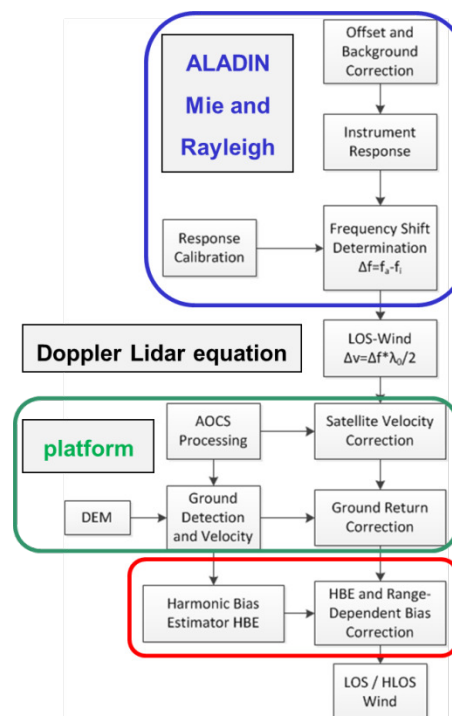 Offset and
Background
Correction
ALADIN
Mie and
Rayleigh
Instrument
Response
Response
Calibration
Frequency Shift
Determination
Δf=fₐ-fᵢ
Doppler Lidar equation
LOS-Wind
Δv=Δf*λ₀/2
platform
AOCS
Processing
Satellite Velocity
Correction
DEM
Ground
Detection
and Velocity
Ground Return
Correction
Harmonic Bias
Estimator HBE
HBE and Range-
Dependent Bias
Correction
LOS / HLOS
Wind